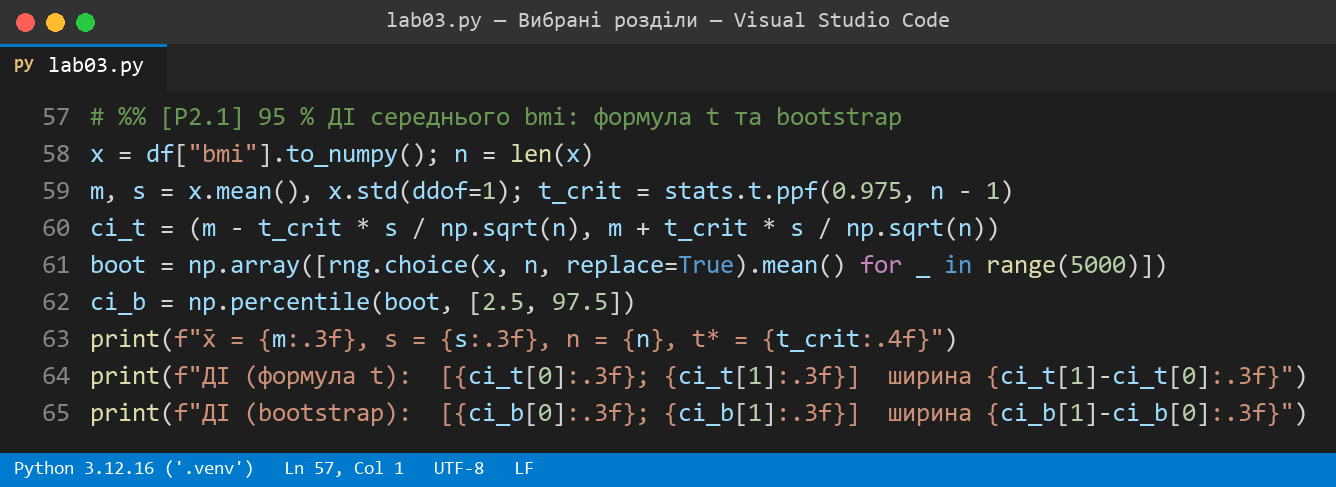 lab03.py — Вибрані розділи — Visual Studio Code
py lab03.py
57 # %% [P2.1] 95 % ДІ середнього bmi: формула t та bootstrap
58 x = df["bmi"].to_numpy(); n = len(x)
59 m, s = x.mean(), x.std(ddof=1); t_crit = stats.t.ppf(0.975, n - 1)
60 ci_t = (m - t_crit * s / np.sqrt(n), m + t_crit * s / np.sqrt(n))
61 boot = np.array([rng.choice(x, n, replace=True).mean() for _ in range(5000)])
62 ci_b = np.percentile(boot, [2.5, 97.5])
63 print(f"x̄ = {m:.3f}, s = {s:.3f}, n = {n}, t* = {t_crit:.4f}")
64 print(f"ДІ (формула t):  [{ci_t[0]:.3f}; {ci_t[1]:.3f}]  ширина {ci_t[1]-ci_t[0]:.3f}")
65 print(f"ДІ (bootstrap):  [{ci_b[0]:.3f}; {ci_b[1]:.3f}]  ширина {ci_b[1]-ci_b[0]:.3f}")
Python 3.12.16 ('.venv') Ln 57, Col 1 UTF-8 LF